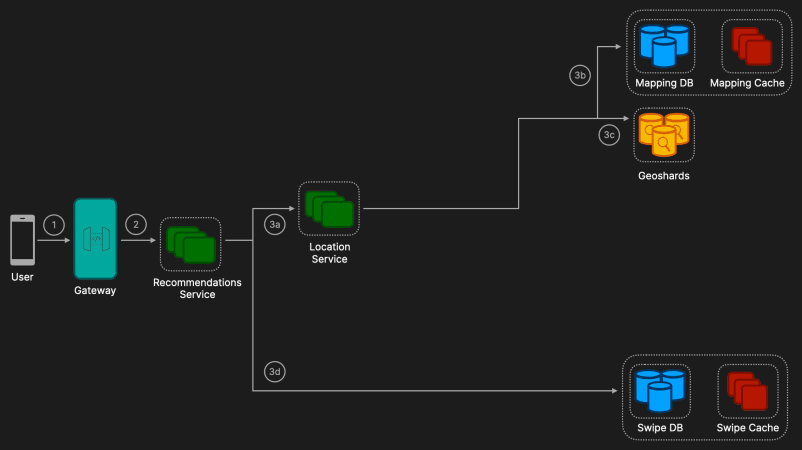 3b
Mapping DB
Mapping Cache
3c
Geoshards
1
2
3a
</>
User
Gateway
Recommendations
Service
Location
Service
3d
Swipe DB
Swipe Cache